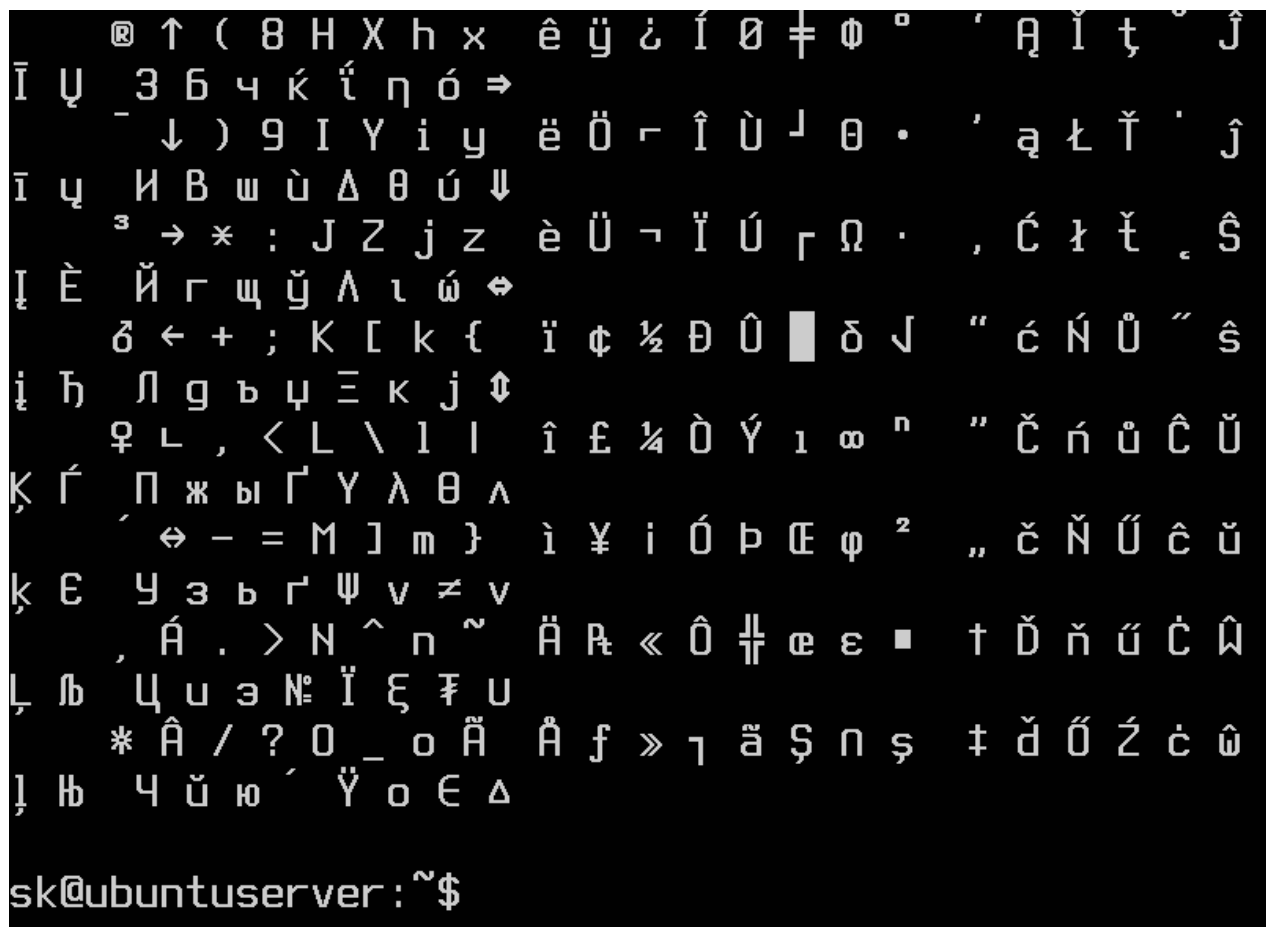 ® ↑ ( 8 H X h x ê ÿ ¿ Í Ø ╪ Φ ° ‘ Ą Ĭ ţ ° Ĵ
Ī Ų З б ч ќ ΐ η ό ⇒
¯ ↓ ) 9 I Y i y ë Ö ⌐ Î Ù ┘ Θ • ’ ą Ł Ť ˙ ĵ
ī ų И В ш ù Δ θ ύ ⇓
³ → * : J Z j z è Ü ¬ Ï Ú ┌ Ω · ‚ Ć ł ť ˛ Ŝ
Į È Й г щ ў Λ ι ώ ⇔
♂ ← + ; K [ k { ï ¢ ½ Ð Û █ δ √ “ ć Ń Ů ˝ ŝ
į Ђ Л д ъ џ Ξ κ ϳ ⇕
♀ ∟ , < L \ l | î £ ¼ Ò Ý ı ∞ ⁿ ” Č ń ů Ĉ Ŭ
Ķ Ѓ П ж ы Ґ Υ λ θ ∧
´ ↔ - = M ] m } ì ¥ ¡ Ó Þ Œ φ ² „ č Ň Ű ĉ ŭ
ķ Є У з ь ґ Ψ ν ≠ ∨
¸ Á . > N ^ n ~ Ä ₧ « Ô ╬ œ ε ■ † Ď ň ű Ċ Ŵ
Ļ Љ Ц и э № Ϊ ξ ₮ ∪
* Â / ? O _ o Ã Å ƒ » ┐ ã Ş ∩ ş ‡ ď Ő Ź ċ ŵ
ļ Њ Ч й ю ΄ Ϋ ο ∈ ∆
sk@ubuntuserver:~$